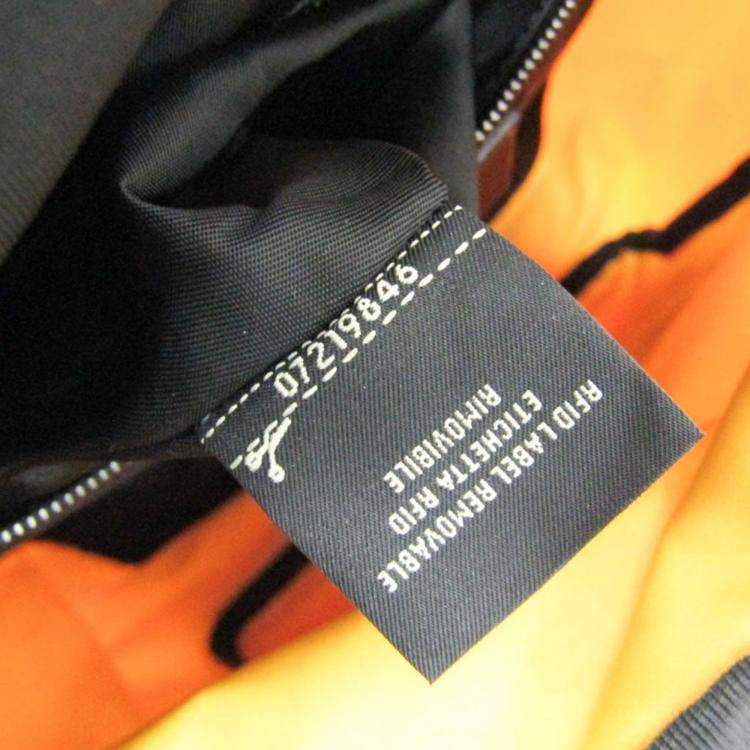 07219846
RFID LABEL REMOVABLE
ETICHETTA RFID
RIMOVIBILE